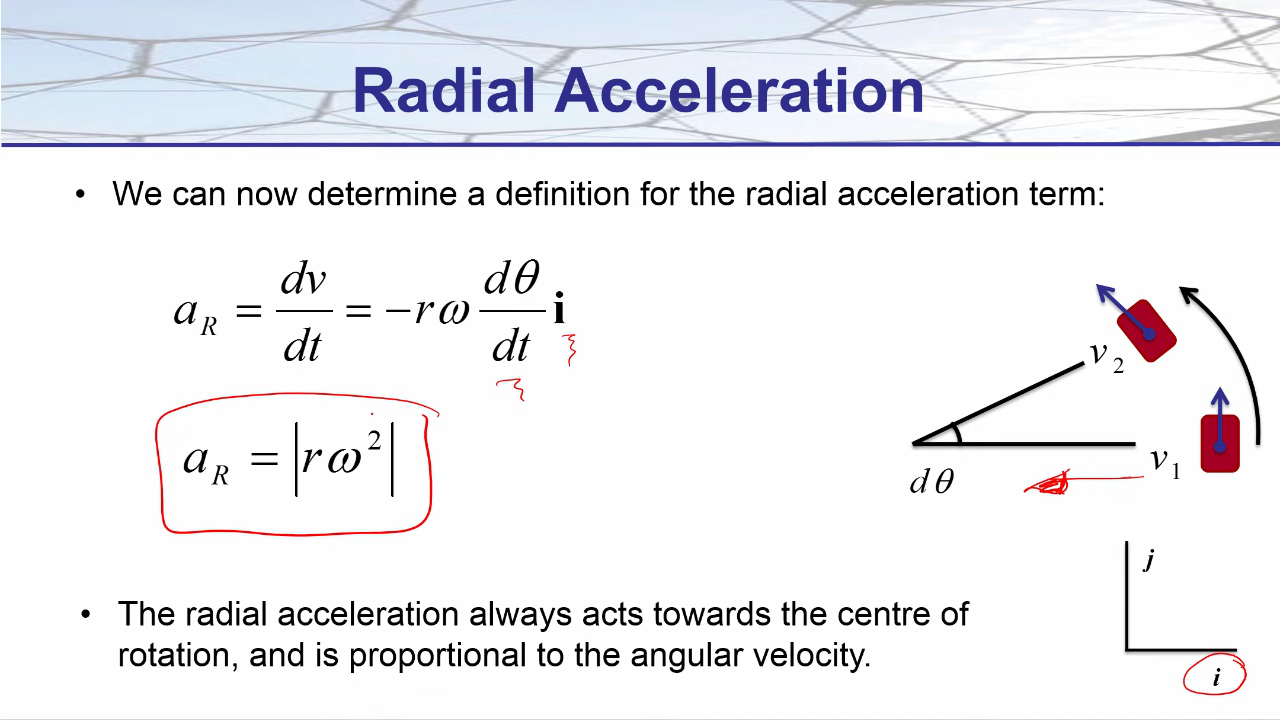 Radial Acceleration
• We can now determine a definition for the radial acceleration term:
a_R = dv/dt = −rω dθ/dt i
a_R = |rω²|
v₂
v₁
dθ
j
i
• The radial acceleration always acts towards the centre of
rotation, and is proportional to the angular velocity.